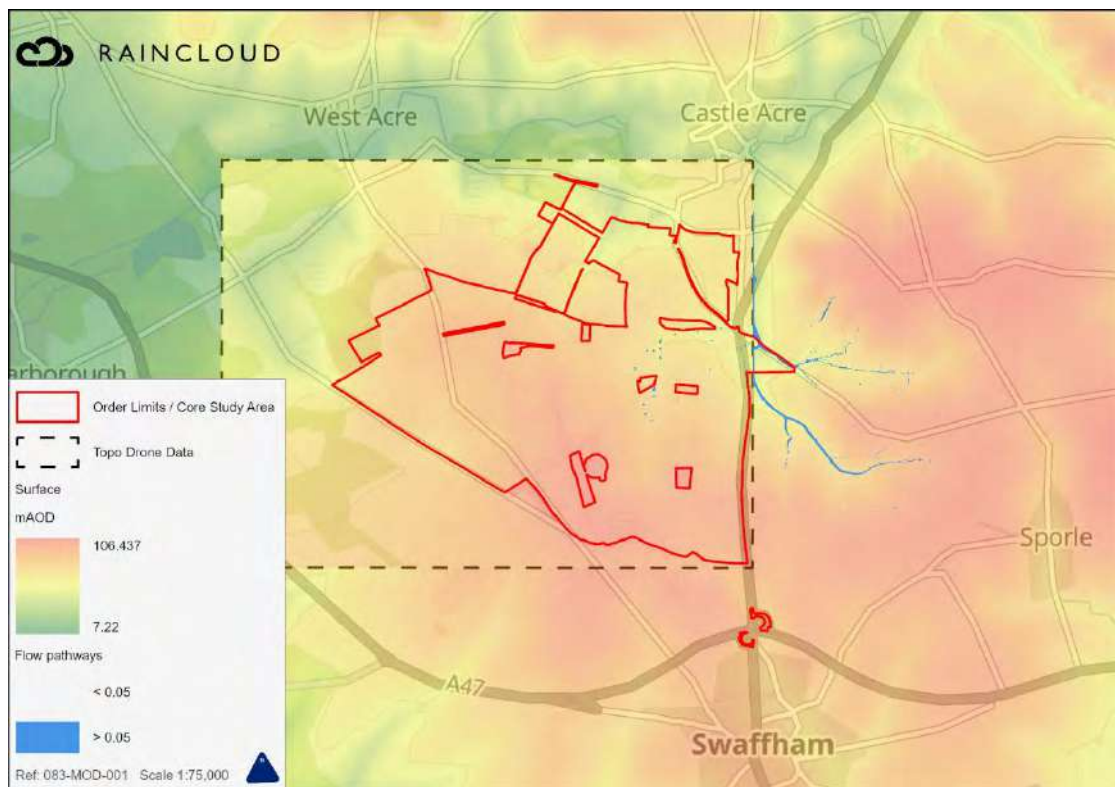 RAINCLOUD
West Acre
Castle Acre
arborough
Order Limits / Core Study Area
Topo Drone Data
Surface
mAOD
106.437
7.22
Flow pathways
< 0.05
> 0.05
Ref: 083-MOD-001 Scale 1:75,000
Sporle
A47
Swaffham